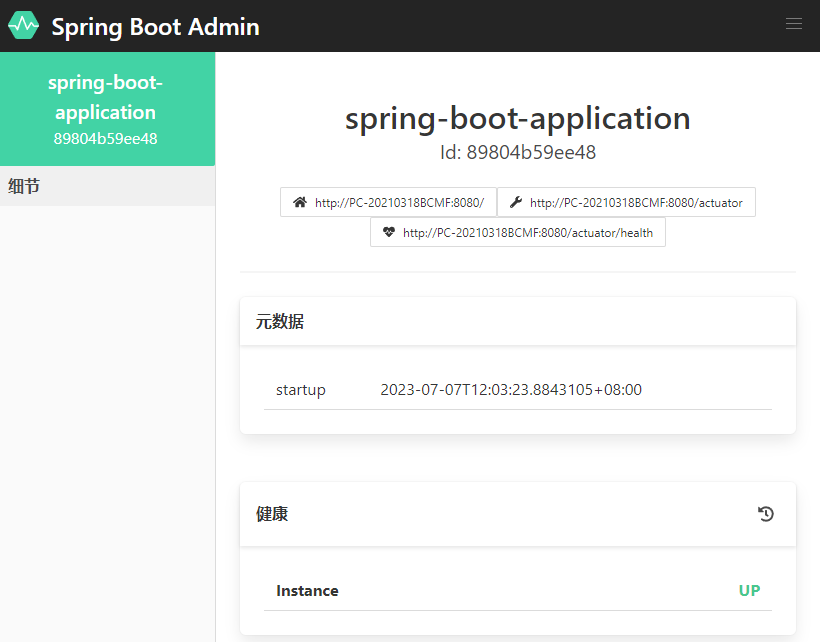 Spring Boot Admin
spring-boot-
application
89804b59ee48
细节
spring-boot-application
Id: 89804b59ee48
http://PC-20210318BCMF:8080/
http://PC-20210318BCMF:8080/actuator
http://PC-20210318BCMF:8080/actuator/health
元数据
startup 2023-07-07T12:03:23.8843105+08:00
健康
Instance UP